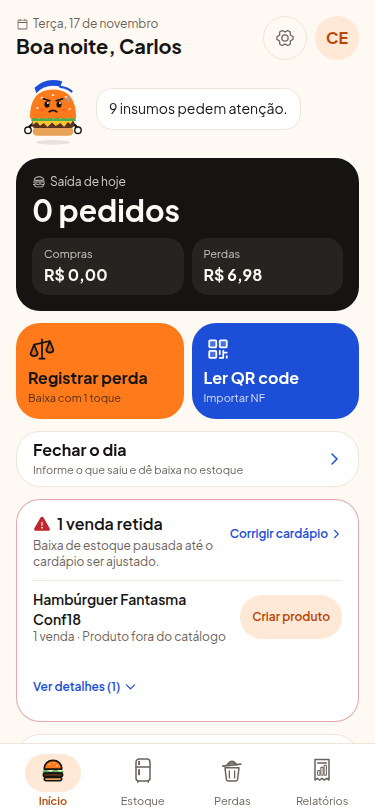 Terça, 17 de novembro
Boa noite, Carlos
CE
9 insumos pedem atenção.
Saída de hoje
0 pedidos
Compras
R$ 0,00
Perdas
R$ 6,98
Registrar perda
Baixa com 1 toque
Ler QR code
Importar NF
Fechar o dia
Informe o que saiu e dê baixa no estoque
1 venda retida
Baixa de estoque pausada até o
cardápio ser ajustado.
Corrigir cardápio
Hambúrguer Fantasma
Conf18
1 venda · Produto fora do catálogo
Criar produto
Ver detalhes (1)
Início
Estoque
Perdas
Relatórios